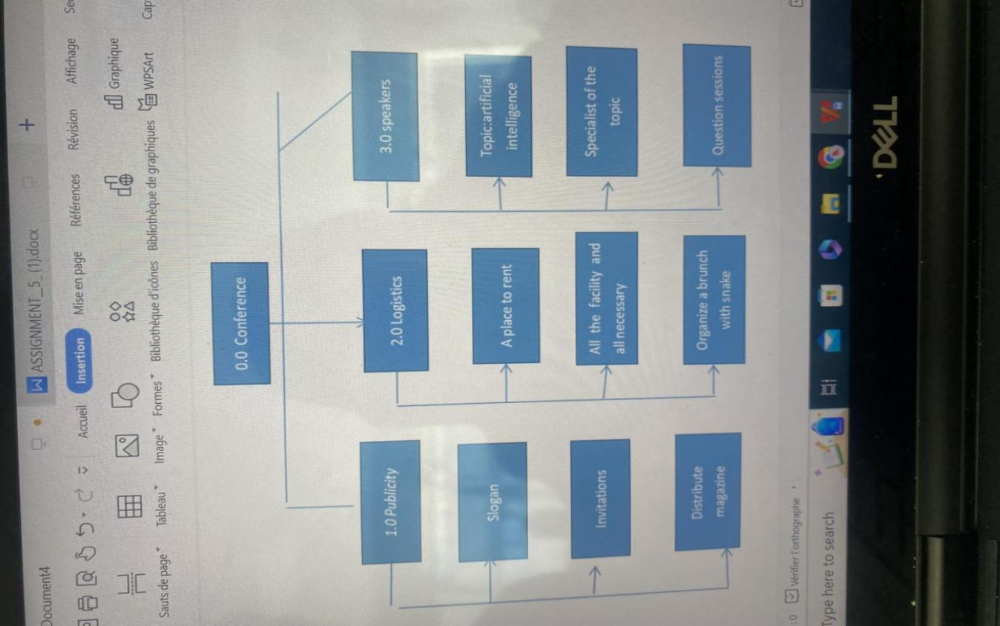 Document4
W ASSIGNMENT_5_(1).docx
+
Accueil Insertion Mise en page Références Révision Affichage
Graphique
Sauts de page Tableau Image Formes Bibliothèque d'icônes Bibliothèque de graphiques WPSArt
0.0 Conference
1.0 Publicity
2.0 Logistics
3.0 speakers
Slogan
A place to rent
Topic:artificial
intelligence
Invitations
All the facility and
all necessary
Specialist of the
topic
Distribute
magazine
Organize a brunch
with snake
Question sessions
:0 Vérifier l'orthographe
Type here to search
DELL